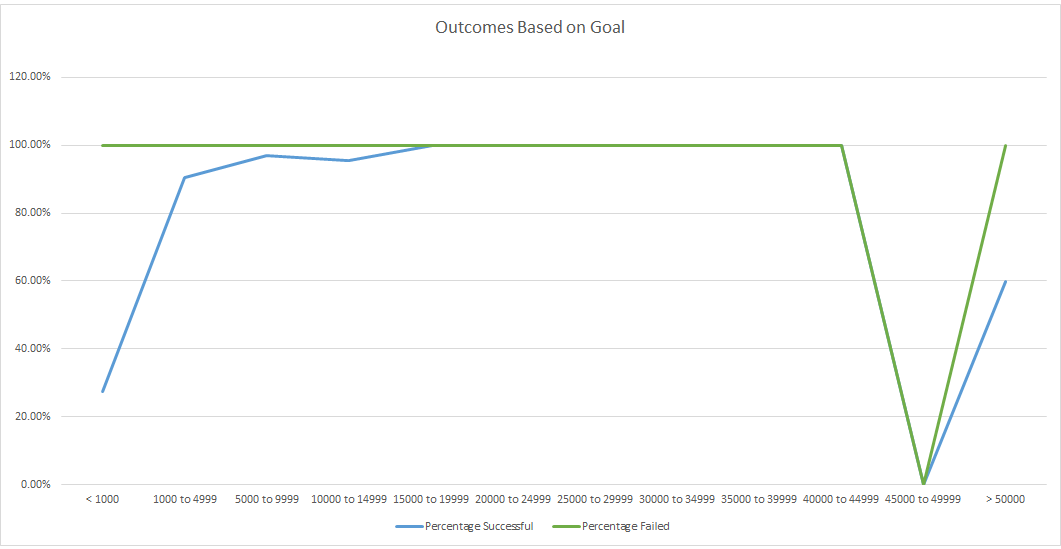 Outcomes Based on Goal
120.00%
100.00%
80.00%
60.00%
40.00%
20.00%
0.00%
< 1000 1000 to 4999 5000 to 9999 10000 to 14999 15000 to 19999 20000 to 24999 25000 to 29999 30000 to 34999 35000 to 39999 40000 to 44999 45000 to 49999 > 50000
Percentage Successful Percentage Failed